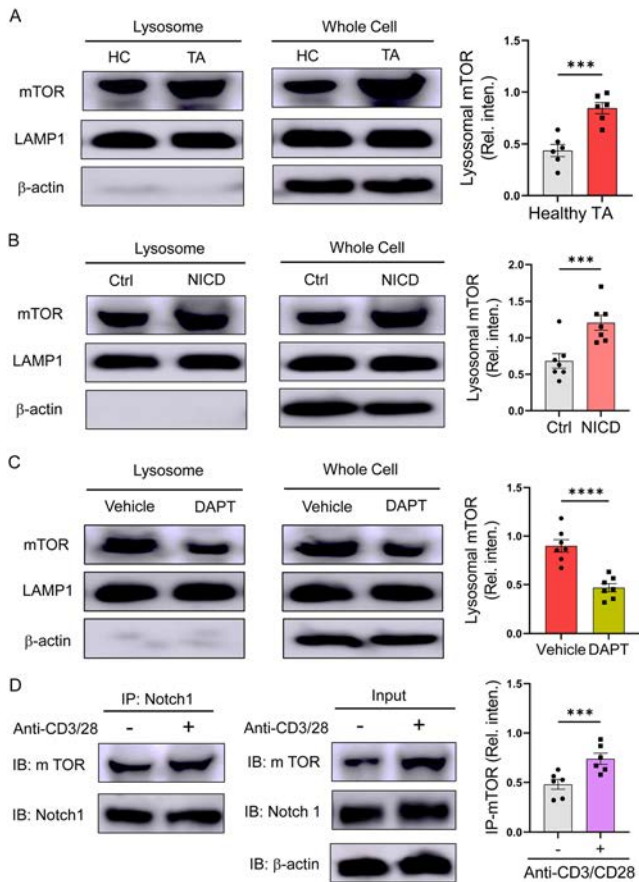 A
Lysosome
Whole Cell
HC TA
HC TA
mTOR
LAMP1
β-actin
Lysosomal mTOR
(Rel. inten.)
1.5
1.0
0.5
0.0
***
Healthy TA
B
Lysosome
Whole Cell
Ctrl NICD
Ctrl NICD
mTOR
LAMP1
β-actin
Lysosomal mTOR
(Rel. inten.)
2.0
1.5
1.0
0.5
0.0
***
Ctrl NICD
C
Lysosome
Whole Cell
Vehicle DAPT
Vehicle DAPT
mTOR
LAMP1
β-actin
Lysosomal mTOR
(Rel. inten.)
1.5
1.0
0.5
0.0
****
Vehicle DAPT
D
IP: Notch1
Input
Anti-CD3/28 - +
Anti-CD3/28 - +
IB: m TOR
IB: Notch1
IB: m TOR
IB: Notch 1
IB: β-actin
IP-mTOR (Rel. inten.)
1.5
1.0
0.5
0.0
***
- +
Anti-CD3/CD28